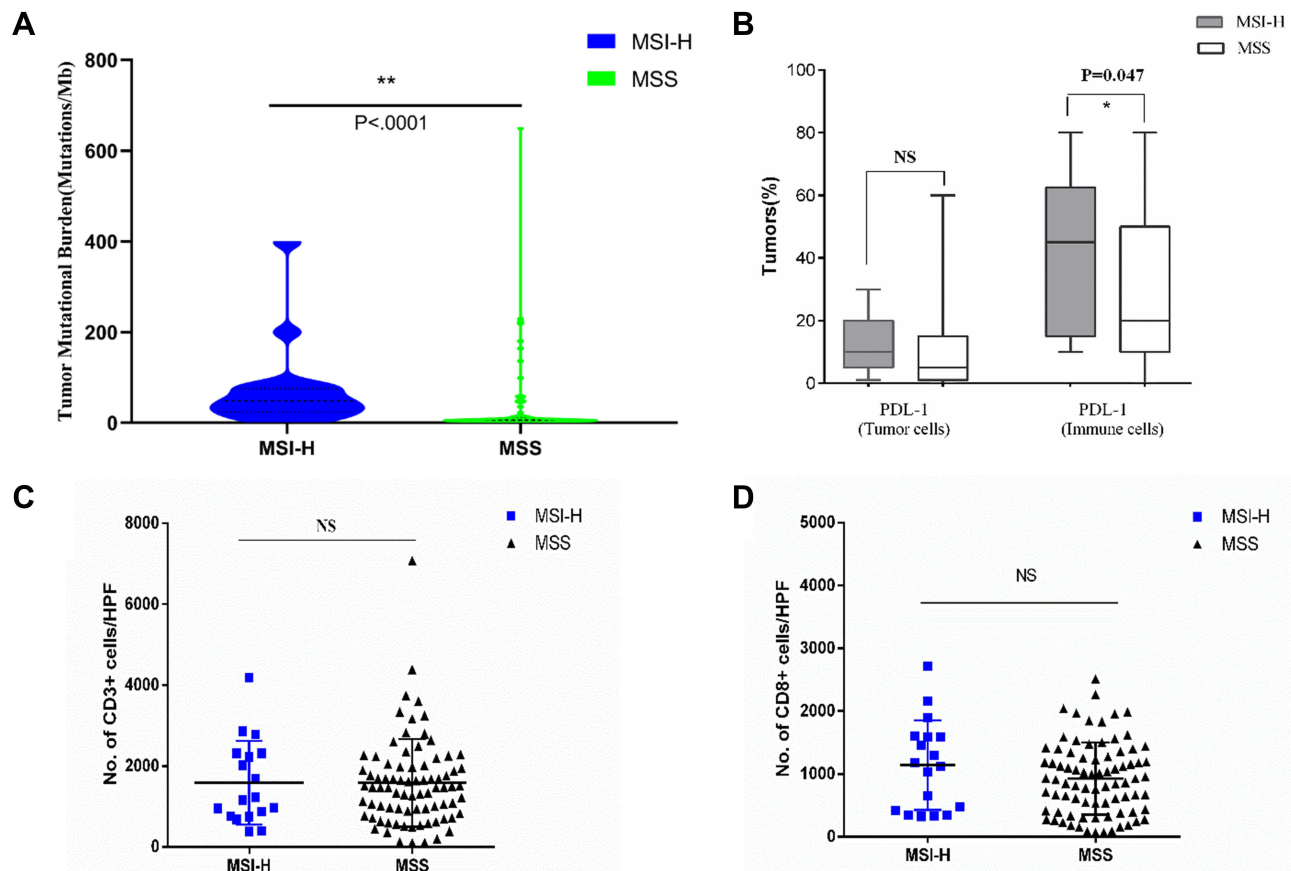 A
MSI-H
MSS
Tumor Mutational Burden(Mutations/Mb)
800
600
400
200
0
**
P<.0001
MSI-H
MSS
B
MSI-H
MSS
Tumors(%)
100
80
60
40
20
0
NS
P=0.047
*
PDL-1
(Tumor cells)
PDL-1
(Immune cells)
C
MSI-H
MSS
No. of CD3+ cells/HPF
8000
6000
4000
2000
0
NS
MSI-H
MSS
D
MSI-H
MSS
No. of CD8+ cells/HPF
5000
4000
3000
2000
1000
0
NS
MSI-H
MSS